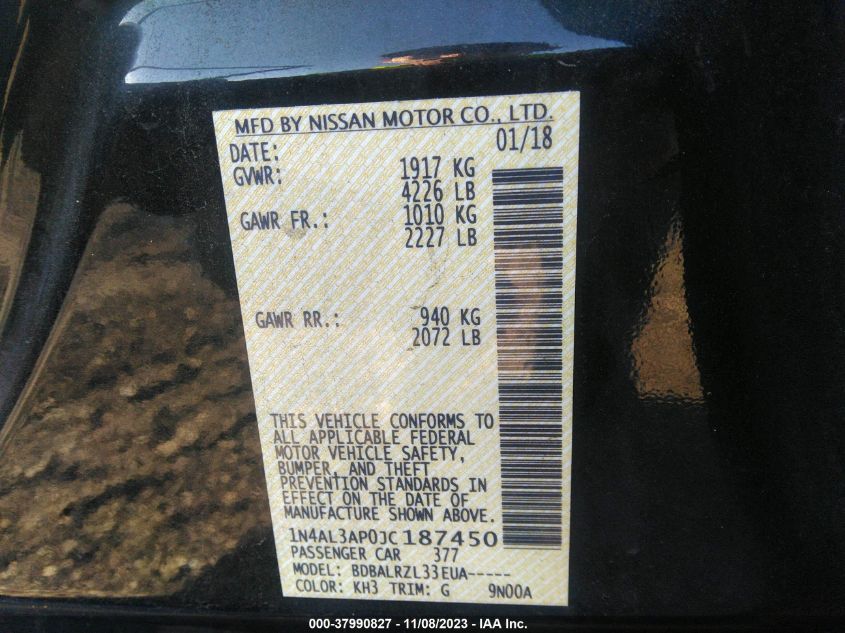 MFD BY NISSAN MOTOR CO., LTD.
DATE: 01/18
GVWR: 1917 KG
4226 LB
GAWR FR.: 1010 KG
2227 LB
GAWR RR.: 940 KG
2072 LB
THIS VEHICLE CONFORMS TO
ALL APPLICABLE FEDERAL
MOTOR VEHICLE SAFETY,
BUMPER, AND THEFT
PREVENTION STANDARDS IN
EFFECT ON THE DATE OF
MANUFACTURE SHOWN ABOVE.
1N4AL3AP0JC187450
PASSENGER CAR 377
MODEL: BDBALRZL33EUA-----
COLOR: KH3 TRIM: G 9N00A
000-37990827 - 11/08/2023 - IAA Inc.